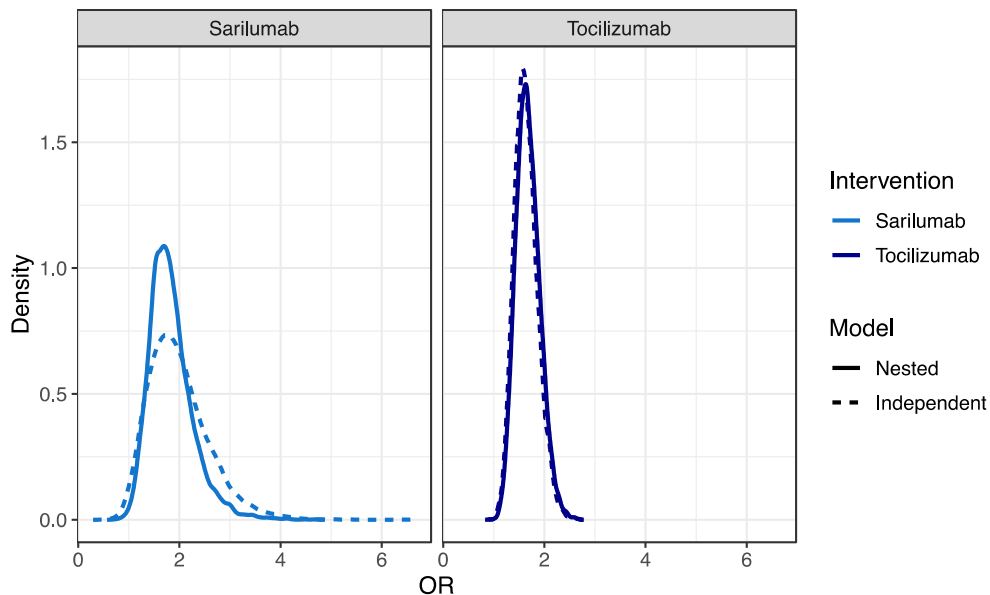 Sarilumab
Tocilizumab
Density
1.5
1.0
0.5
0.0
0 2 4 6
0 2 4 6
OR
Intervention
Sarilumab
Tocilizumab
Model
Nested
Independent